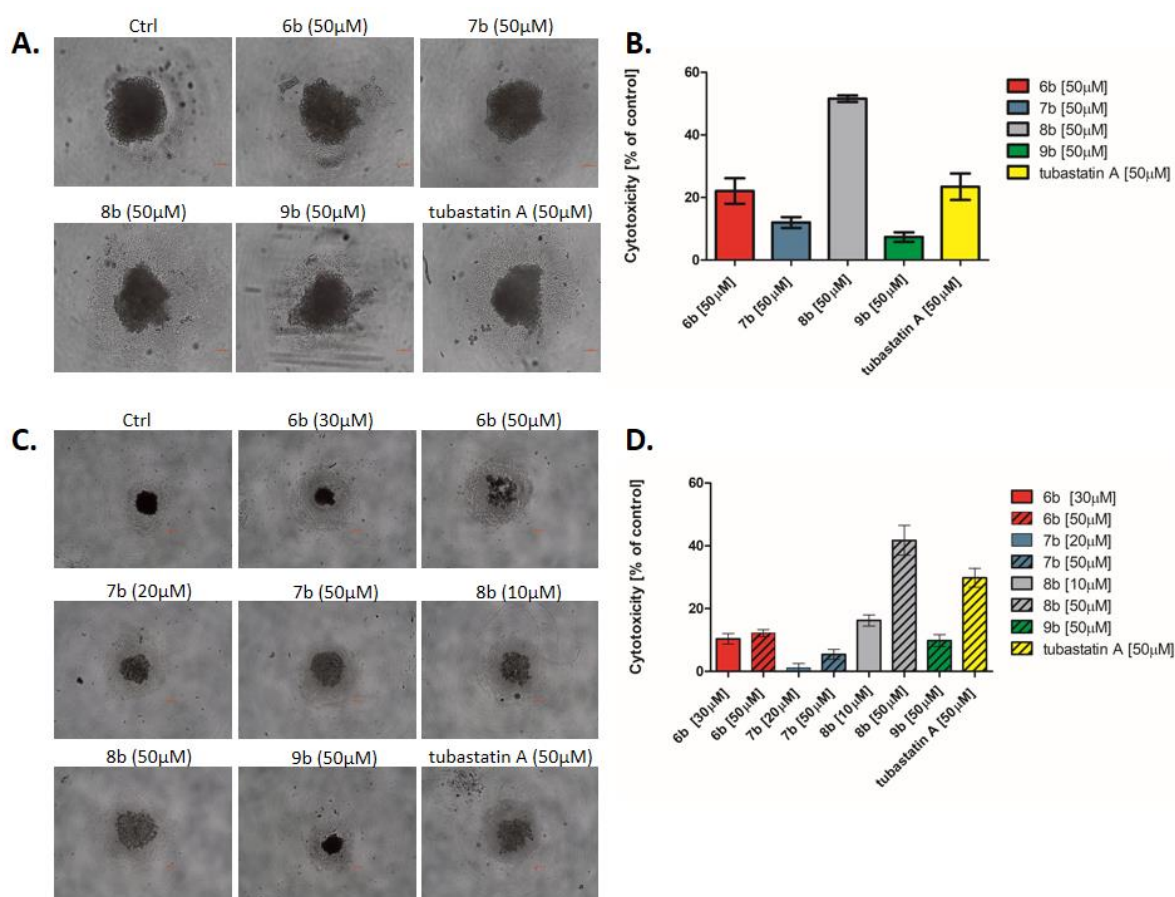 A.
Ctrl
6b (50µM)
7b (50µM)
8b (50µM)
9b (50µM)
tubastatin A (50µM)
B.
Cytotoxicity [% of control]
60
40
20
0
6b [50µM]
7b [50µM]
8b [50µM]
9b [50µM]
tubastatin A [50µM]
6b [50µM]
7b [50µM]
8b [50µM]
9b [50µM]
tubastatin A [50µM]
C.
Ctrl
6b (30µM)
6b (50µM)
7b (20µM)
7b (50µM)
8b (10µM)
8b (50µM)
9b (50µM)
tubastatin A (50µM)
D.
Cytotoxicity [% of control]
60
40
20
0
6b [30µM]
6b [50µM]
7b [20µM]
7b [50µM]
8b [10µM]
8b [50µM]
9b [50µM]
tubastatin A [50µM]
6b [30µM]
6b [50µM]
7b [20µM]
7b [50µM]
8b [10µM]
8b [50µM]
9b [50µM]
tubastatin A [50µM]